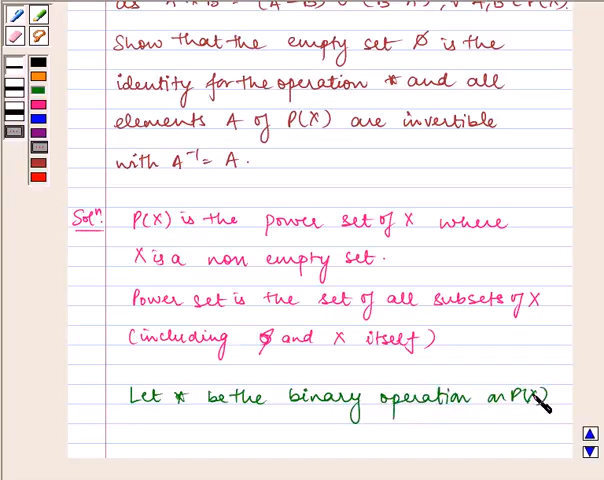 as A * B = (A − B) ∪ (B − A), ∀ A, B ∈ P(X).
Show that the empty set ∅ is the
identity for the operation * and all
elements A of P(X) are invertible
with A⁻¹ = A.
Solⁿ. P(X) is the power set of X where
X is a non empty set.
Power set is the set of all subsets of X
(including ∅ and X itself)
Let * be the binary operation on P(X)